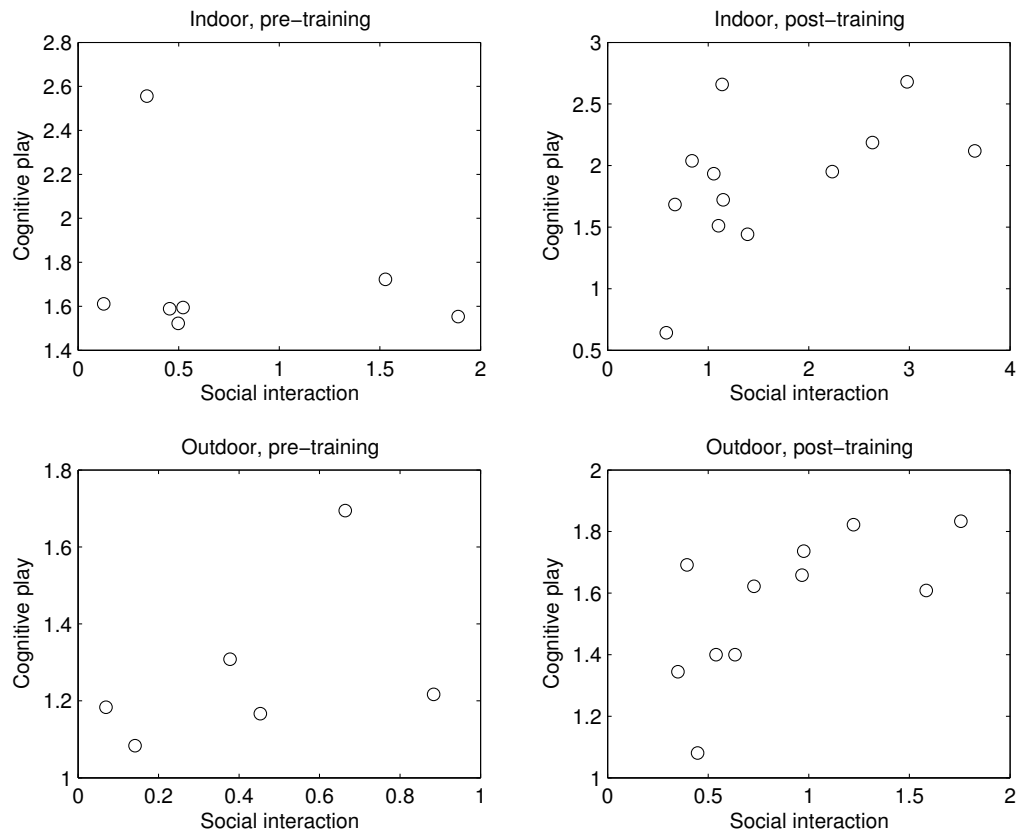 Indoor, pre−training
2.8
2.6
2.4
2.2
2
1.8
1.6
1.4
0 0.5 1 1.5 2
Cognitive play
Social interaction
Indoor, post−training
3
2.5
2
1.5
1
0.5
0 1 2 3 4
Cognitive play
Social interaction
Outdoor, pre−training
1.8
1.6
1.4
1.2
1
0 0.2 0.4 0.6 0.8 1
Cognitive play
Social interaction
Outdoor, post−training
2
1.8
1.6
1.4
1.2
1
0 0.5 1 1.5 2
Cognitive play
Social interaction